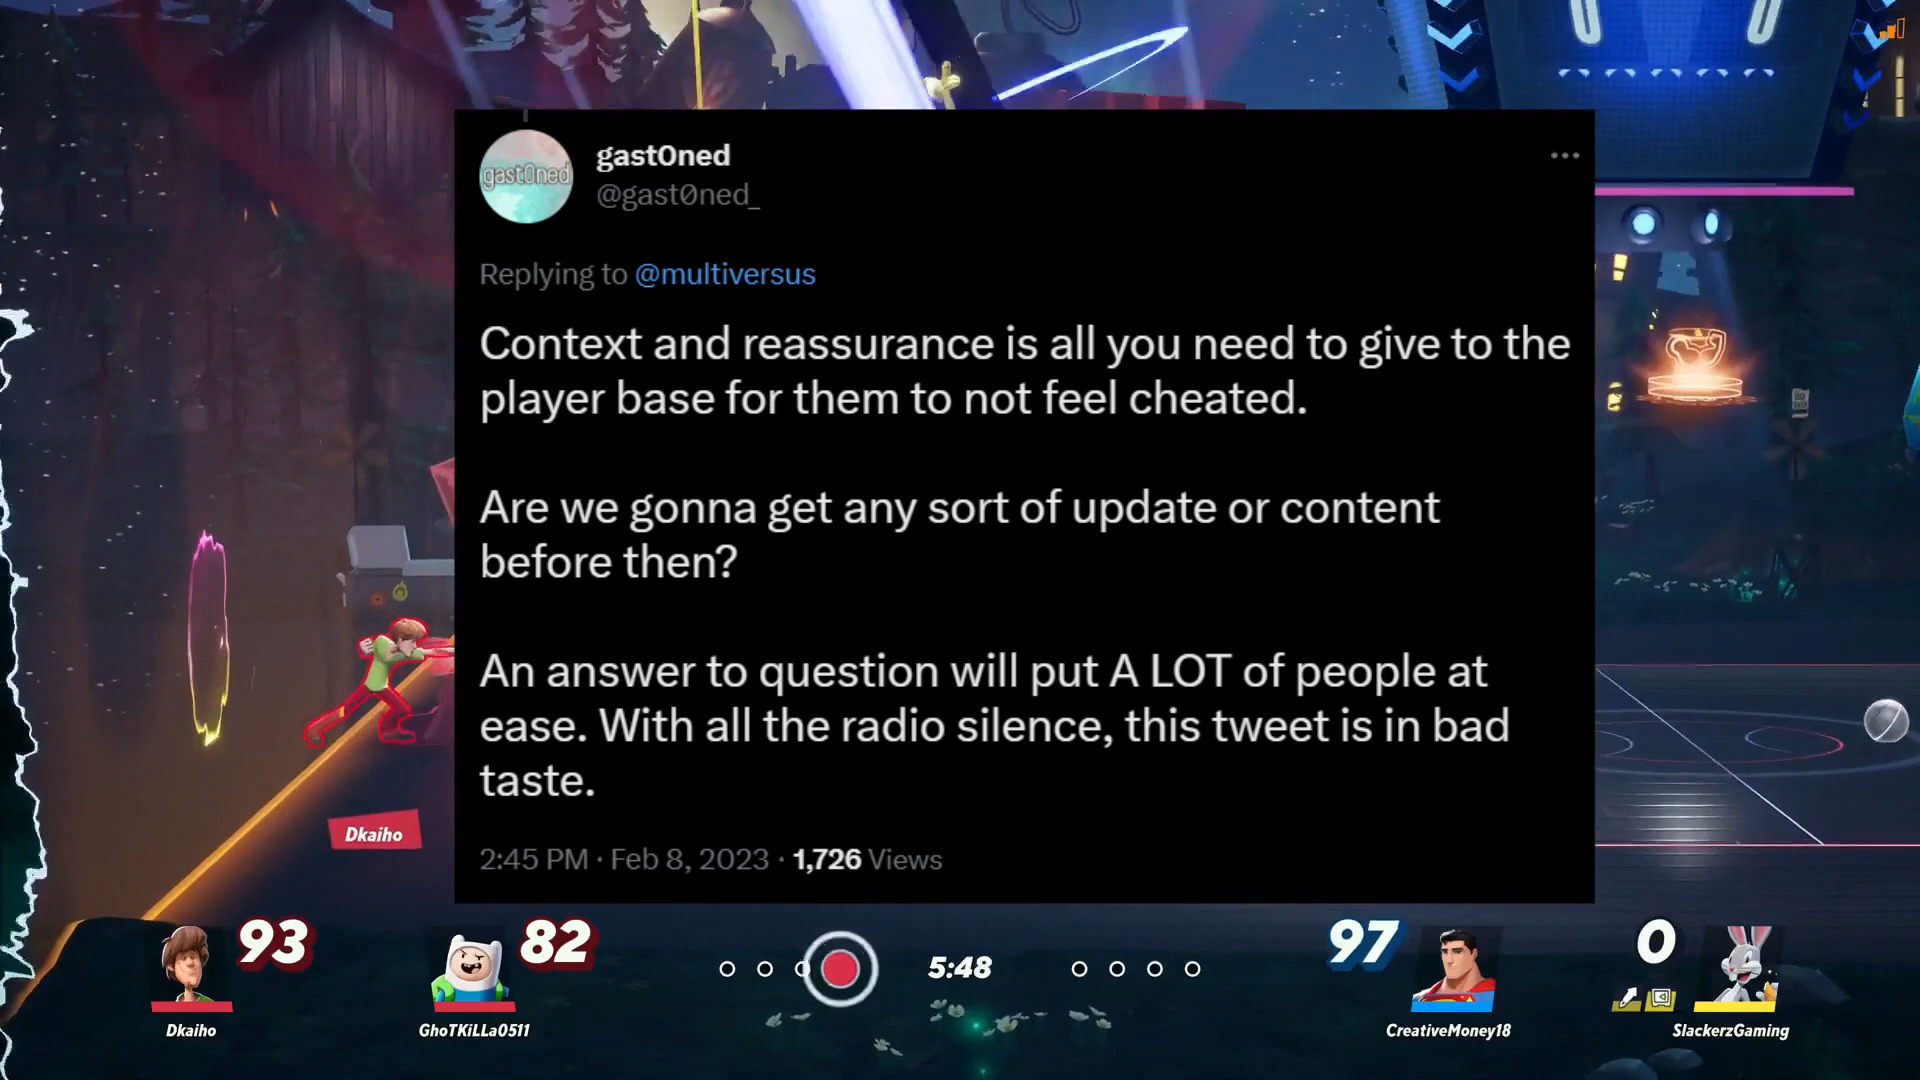 gast0ned
gast0ned
@gast0ned_
Replying to @multiversus
Context and reassurance is all you need to give to the
player base for them to not feel cheated.
Are we gonna get any sort of update or content
before then?
An answer to question will put A LOT of people at
ease. With all the radio silence, this tweet is in bad
taste.
2:45 PM · Feb 8, 2023 · 1,726 Views
Dkaiho
93
82
5:48
97
0
Dkaiho
GhoTKiLLa0511
CreativeMoney18
SlackerzGaming